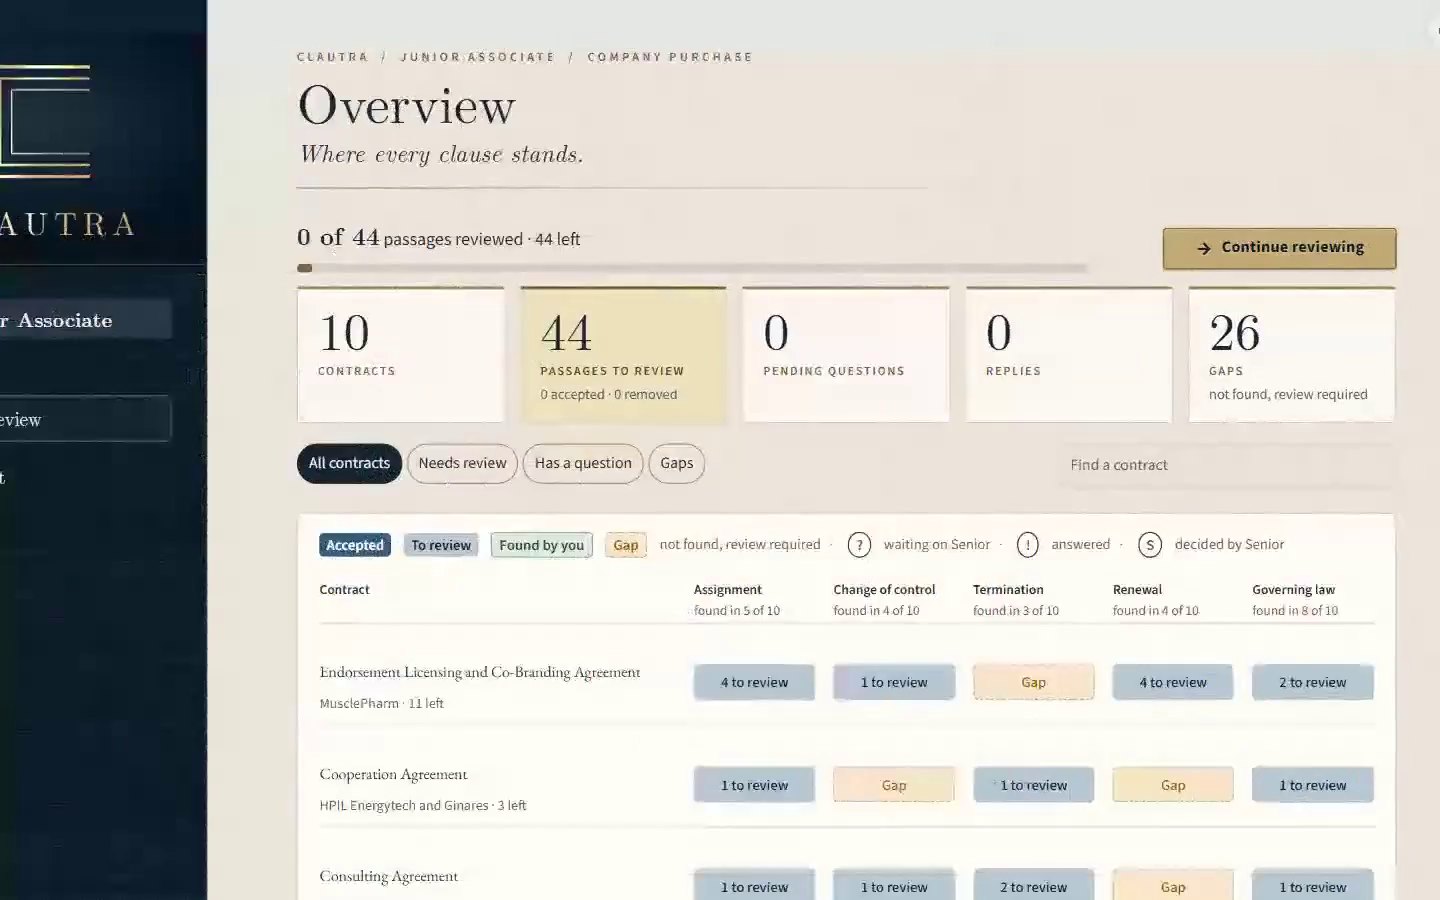 AUTRA
r Associate
eview
t
CLAUTRA / JUNIOR ASSOCIATE / COMPANY PURCHASE
Overview
Where every clause stands.
0 of 44 passages reviewed · 44 left
→ Continue reviewing
10
CONTRACTS
44
PASSAGES TO REVIEW
0 accepted · 0 removed
0
PENDING QUESTIONS
0
REPLIES
26
GAPS
not found, review required
All contracts Needs review Has a question Gaps
Find a contract
Accepted To review Found by you Gap not found, review required · ? waiting on Senior · ! answered · S decided by Senior
Contract Assignment Change of control Termination Renewal Governing law
found in 5 of 10 found in 4 of 10 found in 3 of 10 found in 4 of 10 found in 8 of 10
Endorsement Licensing and Co-Branding Agreement
MusclePharm · 11 left
4 to review 1 to review Gap 4 to review 2 to review
Cooperation Agreement
HPIL Energytech and Ginares · 3 left
1 to review Gap 1 to review Gap 1 to review
Consulting Agreement
1 to review 1 to review 2 to review Gap 1 to review